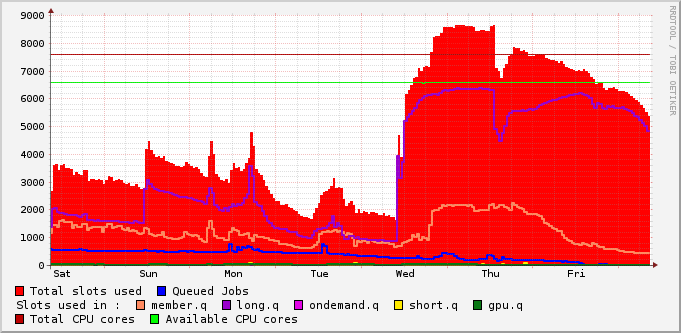 9000
8000
7000
6000
5000
4000
3000
2000
1000
0
Sat Sun Mon Tue Wed Thu Fri
RRDTOOL / TOBI OETIKER
Total slots used Queued Jobs
Slots used in : member.q long.q ondemand.q short.q gpu.q
Total CPU cores Available CPU cores